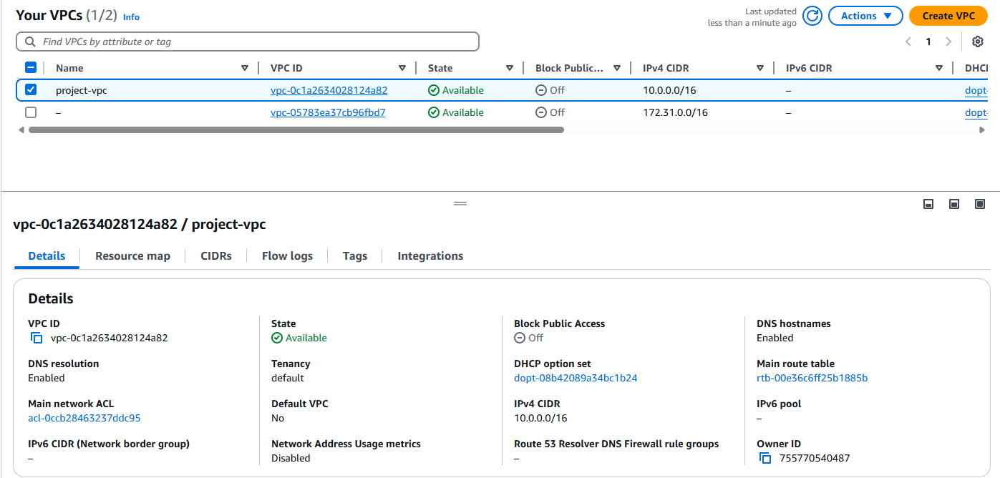 Your VPCs (1/2) Info
Last updated
less than a minute ago
Actions
Create VPC
Find VPCs by attribute or tag
1
Name VPC ID State Block Public... IPv4 CIDR IPv6 CIDR DHCI
project-vpc vpc-0c1a2634028124a82 Available Off 10.0.0.0/16 – dopt-
– vpc-05783ea37cb96fbd7 Available Off 172.31.0.0/16 – dopt-
vpc-0c1a2634028124a82 / project-vpc
Details Resource map CIDRs Flow logs Tags Integrations
Details
VPC ID State Block Public Access DNS hostnames
vpc-0c1a2634028124a82 Available Off Enabled
DNS resolution Tenancy DHCP option set Main route table
Enabled default dopt-08b42089a34bc1b24 rtb-00e36c6ff25b1885b
Main network ACL Default VPC IPv4 CIDR IPv6 pool
acl-0ccb28463237ddc95 No 10.0.0.0/16 –
IPv6 CIDR (Network border group) Network Address Usage metrics Route 53 Resolver DNS Firewall rule groups Owner ID
– Disabled – 755770540487